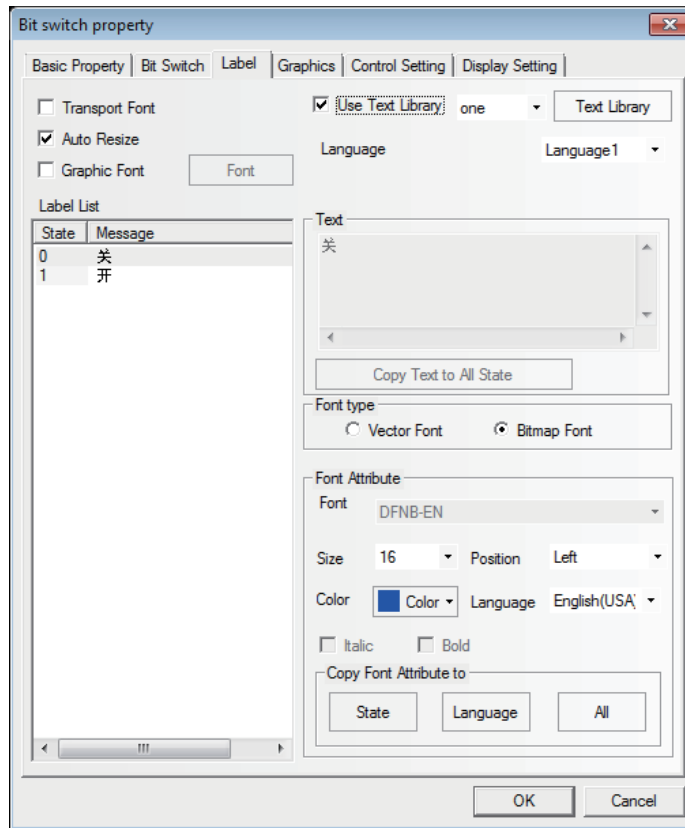 Bit switch property
Basic Property Bit Switch Label Graphics Control Setting Display Setting
Transport Font
Use Text Library one Text Library
Auto Resize
Language Language1
Graphic Font Font
Label List
State Message
0 关
1 开
Text
关
Copy Text to All State
Font type
Vector Font Bitmap Font
Font Attribute
Font DFNB-EN
Size 16 Position Left
Color Color Language English(USA)
Italic Bold
Copy Font Attribute to
State Language All
OK Cancel